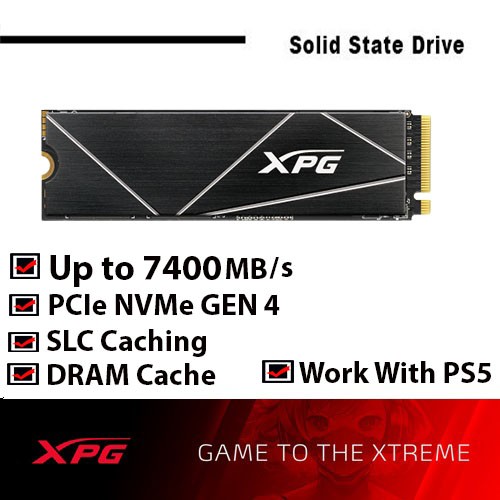 Solid State Drive
XPG
Up to 7400MB/s
PCIe NVMe GEN 4
SLC Caching
DRAM Cache
Work With PS5
XPG
GAME TO THE XTREME